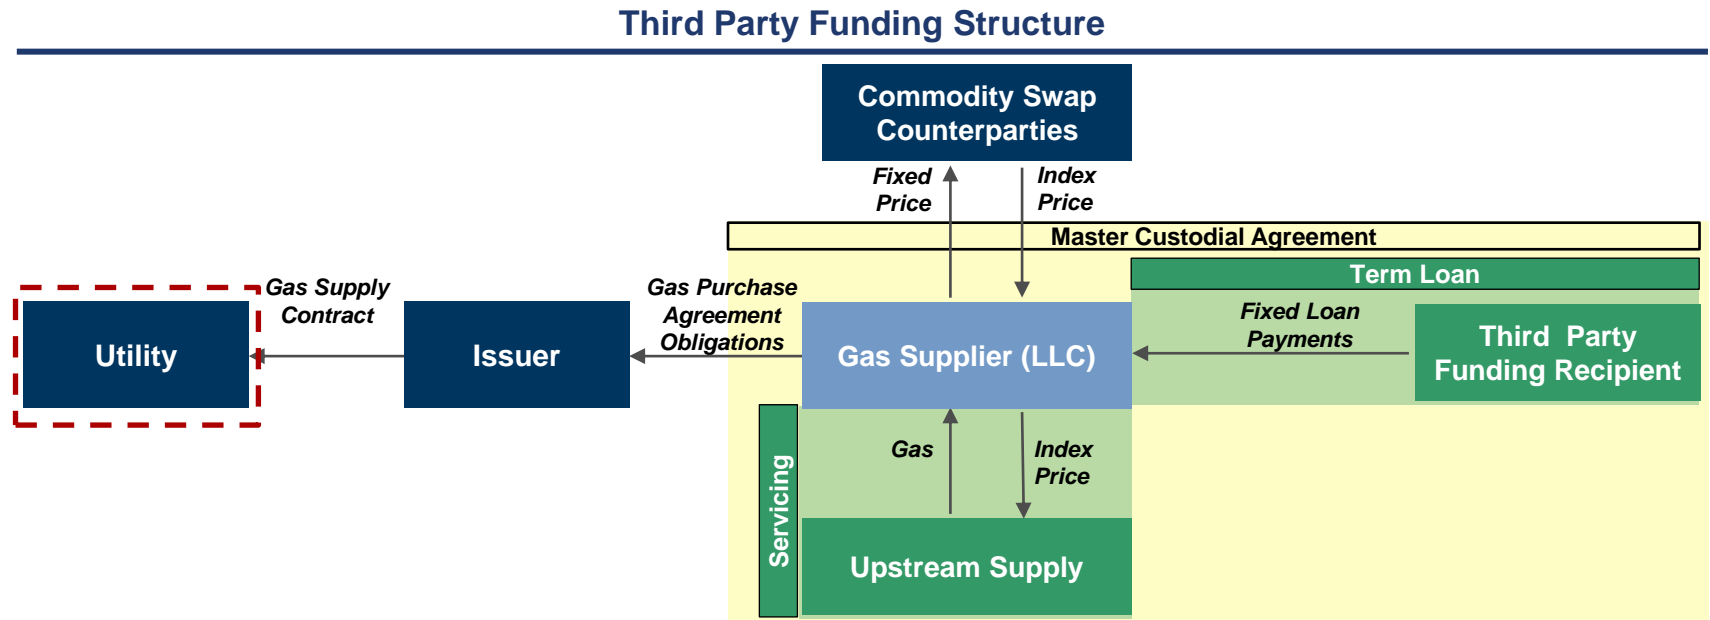 Third Party Funding Structure
Commodity Swap
Counterparties
Fixed
Price
Index
Price
Master Custodial Agreement
Term Loan
Gas Supply
Contract
Gas Purchase
Agreement
Obligations
Fixed Loan
Payments
Utility
Issuer
Gas Supplier (LLC)
Third Party
Funding Recipient
Servicing
Gas
Index
Price
Upstream Supply